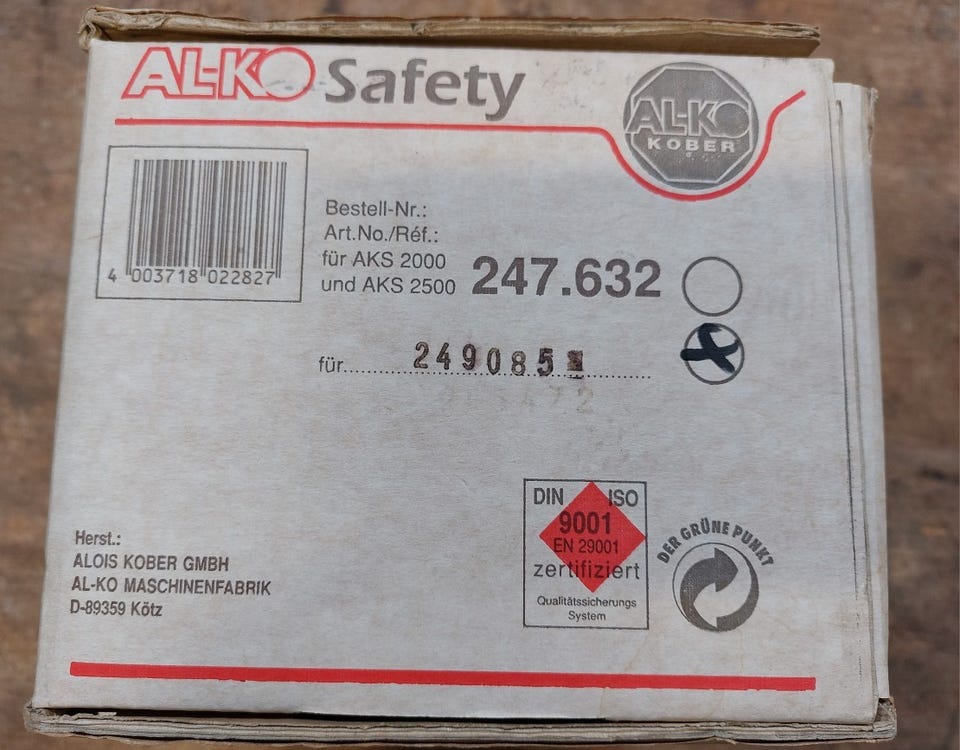 AL-KO Safety
AL-KO
KOBER
4 003718 022827
Bestell-Nr.:
Art.No./Réf.:
für AKS 2000
und AKS 2500 247.632
für 249085
DIN ISO
9001
EN 29001
zertifiziert
Qualitätssicherungs
System
DER GRÜNE PUNKT
Herst.:
ALOIS KOBER GMBH
AL-KO MASCHINENFABRIK
D-89359 Kötz